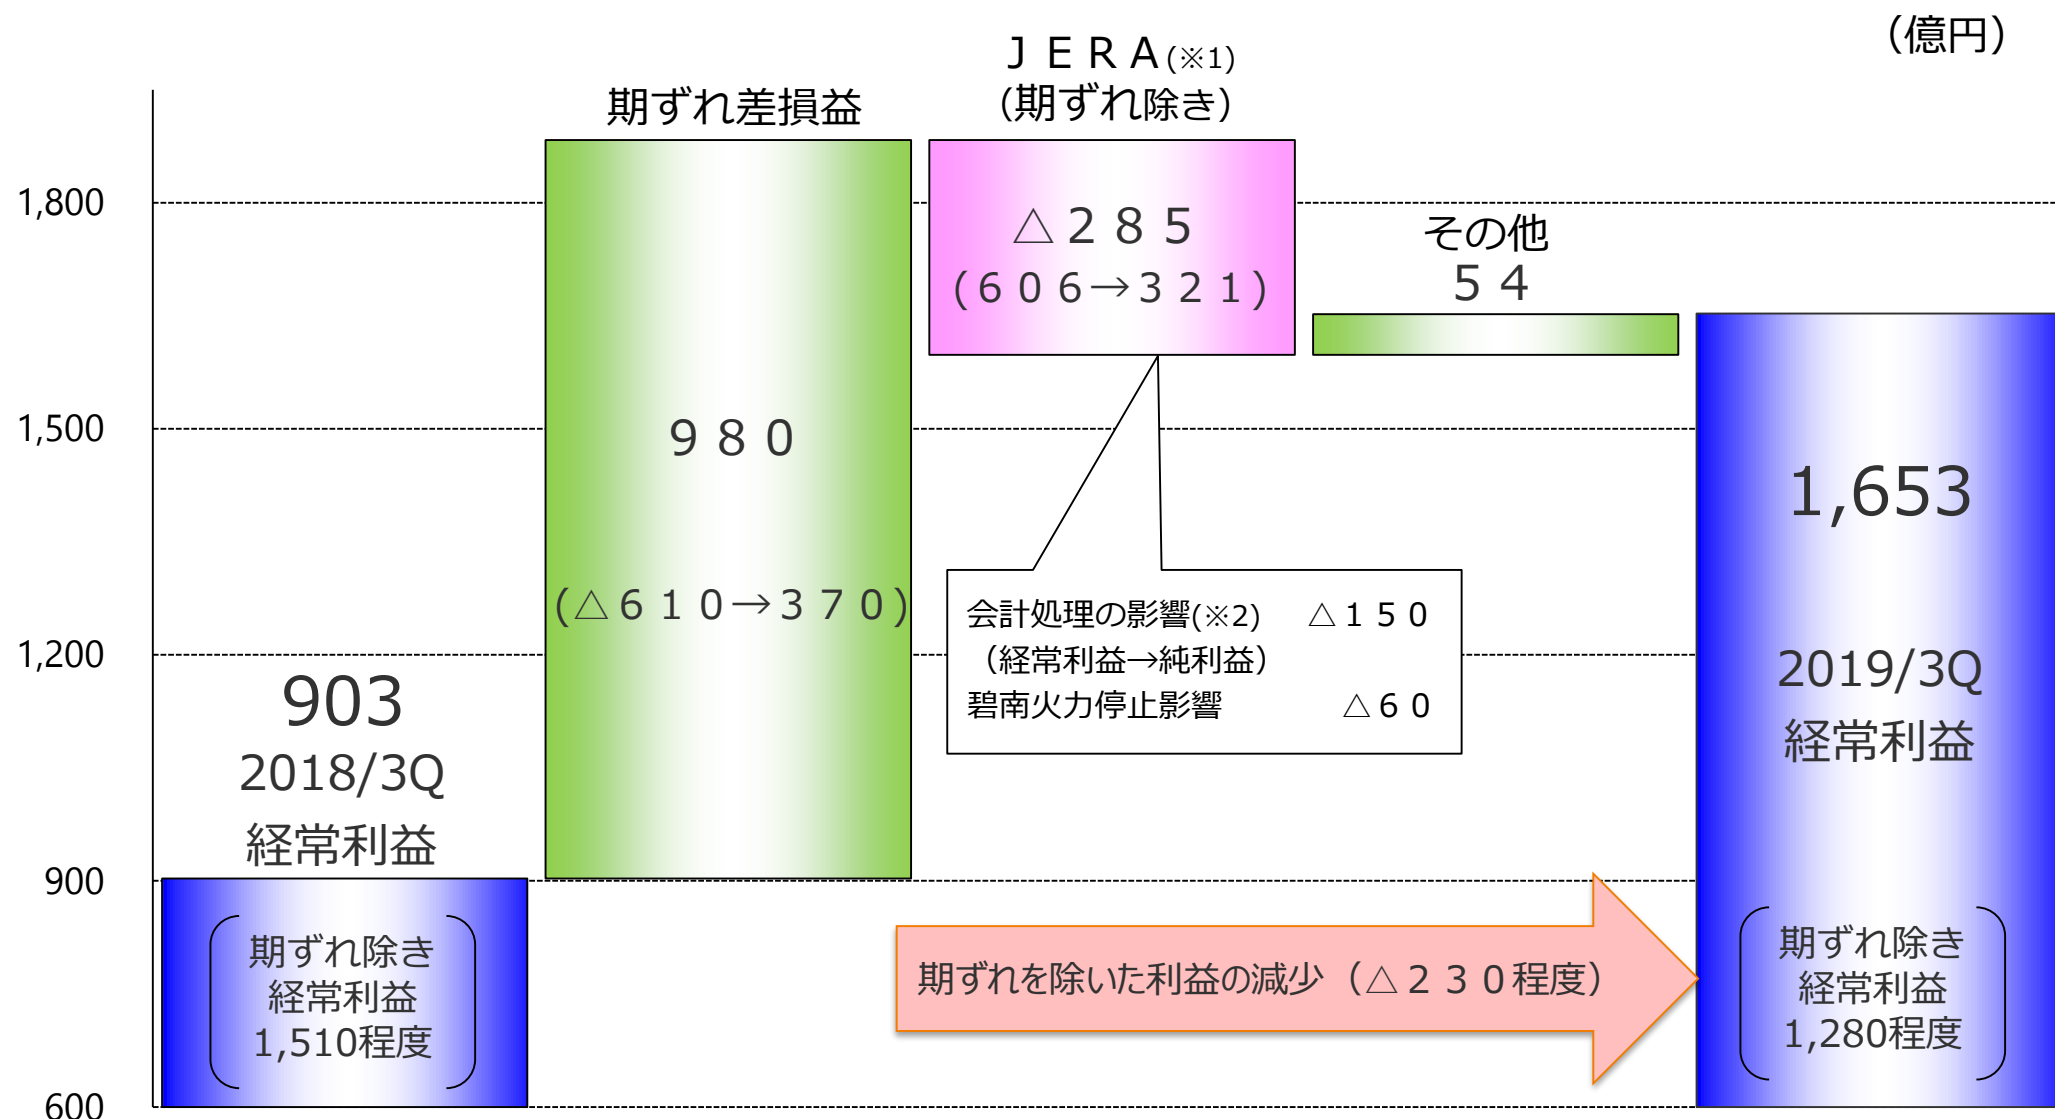 （億円）
ＪＥＲＡ(※1)
（期ずれ除き）
期ずれ差損益
1,800
1,500
1,200
900
600
△２８５
(６０６→３２１)
その他
５４
９８０
(△６１０→３７０)
会計処理の影響(※2) △１５０
（経常利益→純利益）
碧南火力停止影響 △６０
903
2018/3Q
経常利益
期ずれ除き
経常利益
1,510程度
期ずれを除いた利益の減少（△２３０程度）
1,653
2019/3Q
経常利益
期ずれ除き
経常利益
1,280程度